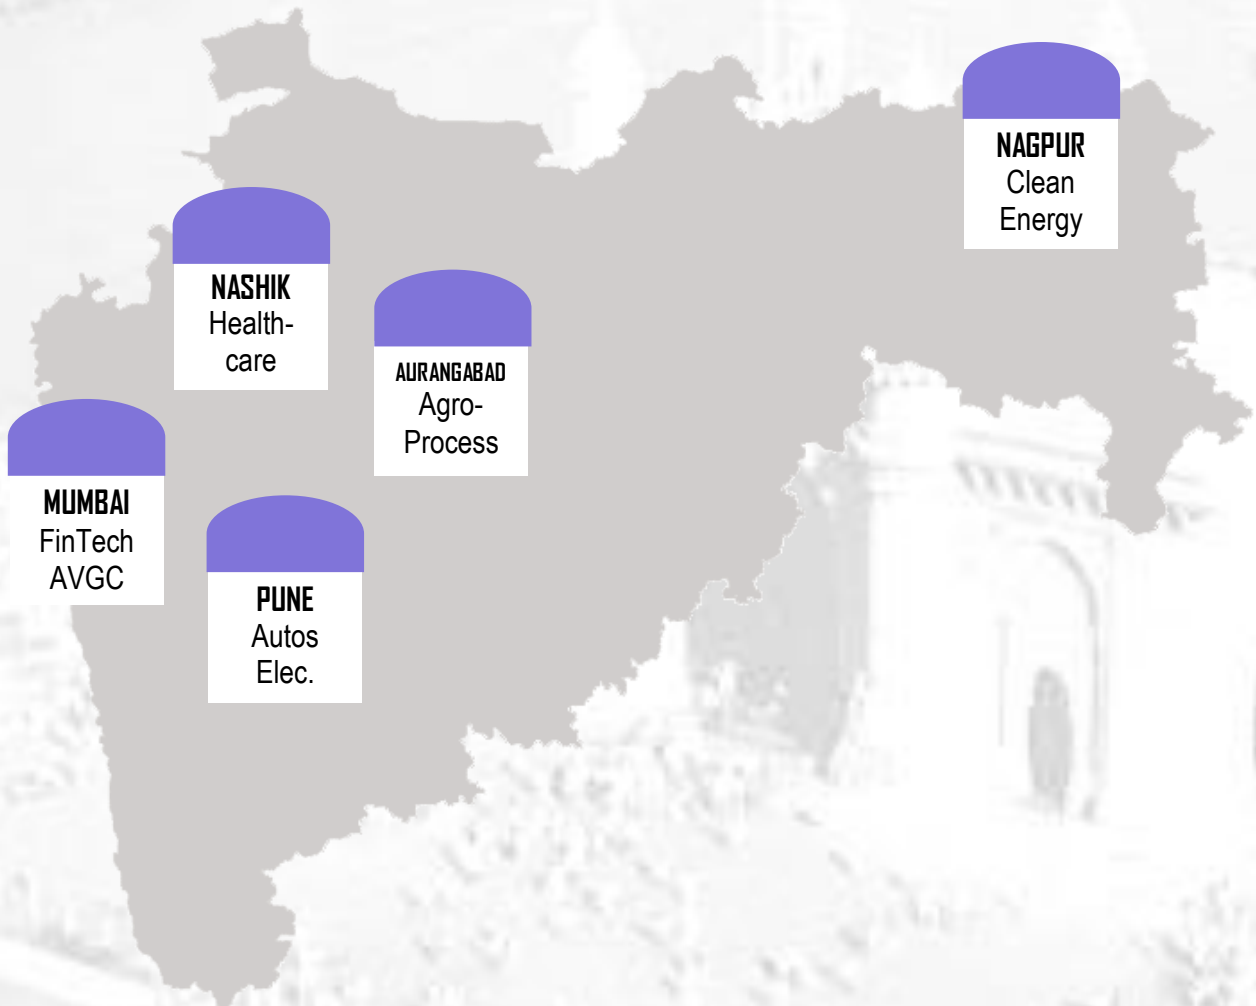 NAGPUR
Clean
Energy
NASHIK
Health-
care
AURANGABAD
Agro-
Process
MUMBAI
FinTech
AVGC
PUNE
Autos
Elec.